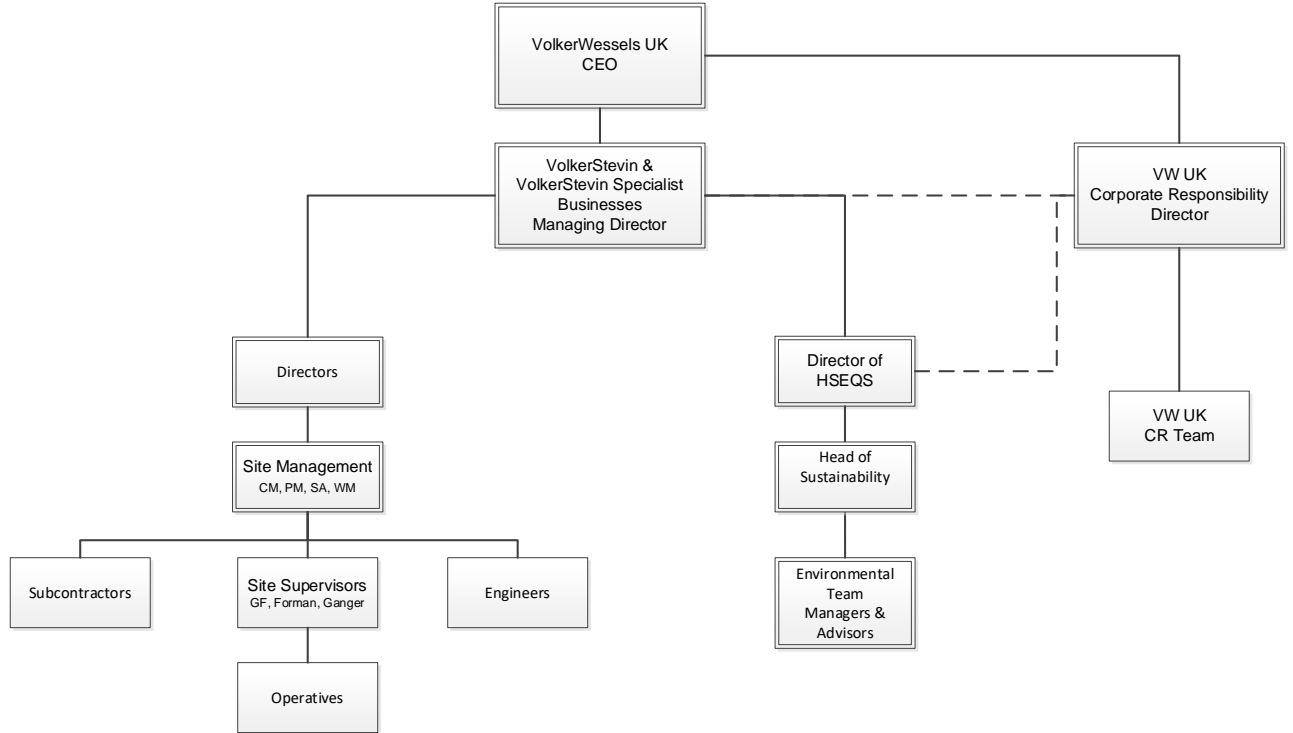 VolkerWessels UK
CEO
VolkerStevin &
VolkerStevin Specialist
Businesses
Managing Director
VW UK
Corporate Responsibility
Director
Directors
Director of
HSEQS
VW UK
CR Team
Site Management
CM, PM, SA, WM
Head of
Sustainability
Subcontractors
Site Supervisors
GF, Forman, Ganger
Engineers
Environmental
Team
Managers &
Advisors
Operatives